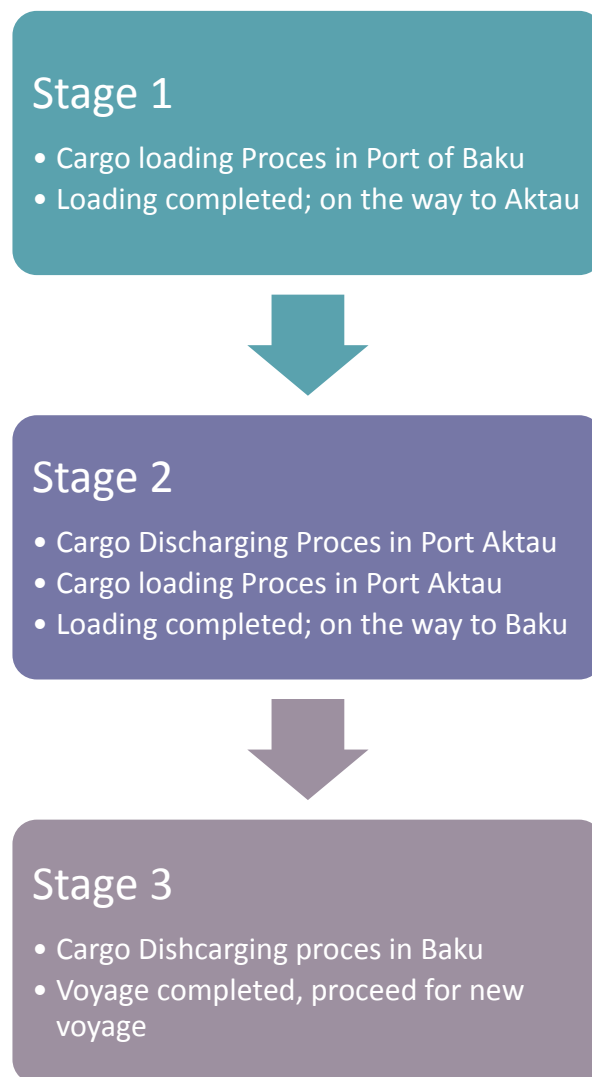 Stage 1
• Cargo loading Proces in Port of Baku
• Loading completed; on the way to Aktau
Stage 2
• Cargo Discharging Proces in Port Aktau
• Cargo loading Proces in Port Aktau
• Loading completed; on the way to Baku
Stage 3
• Cargo Dishcarging proces in Baku
• Voyage completed, proceed for new
voyage